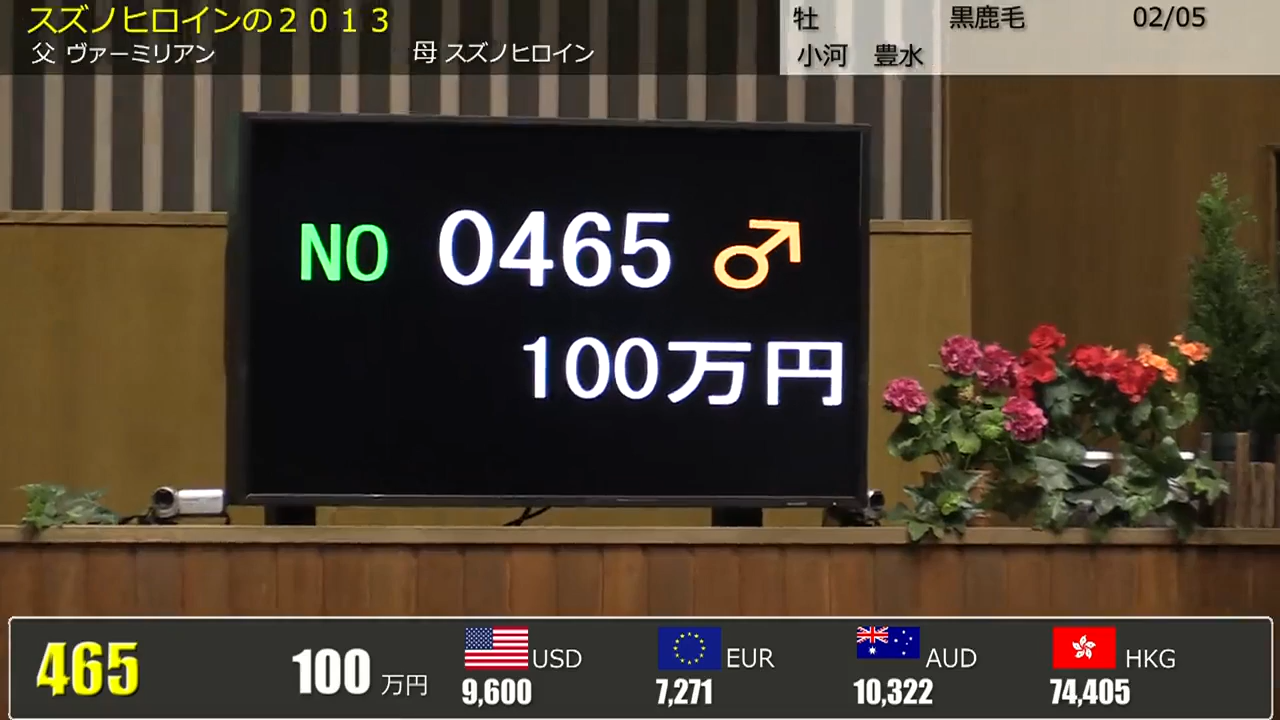 スズノヒロインの２０１３
父 ヴァーミリアン 母 スズノヒロイン
牡 黒鹿毛 02/05
小河 豊水
NO 0465 ♂
100万円
465 100 万円
USD 9,600
EUR 7,271
AUD 10,322
HKG 74,405